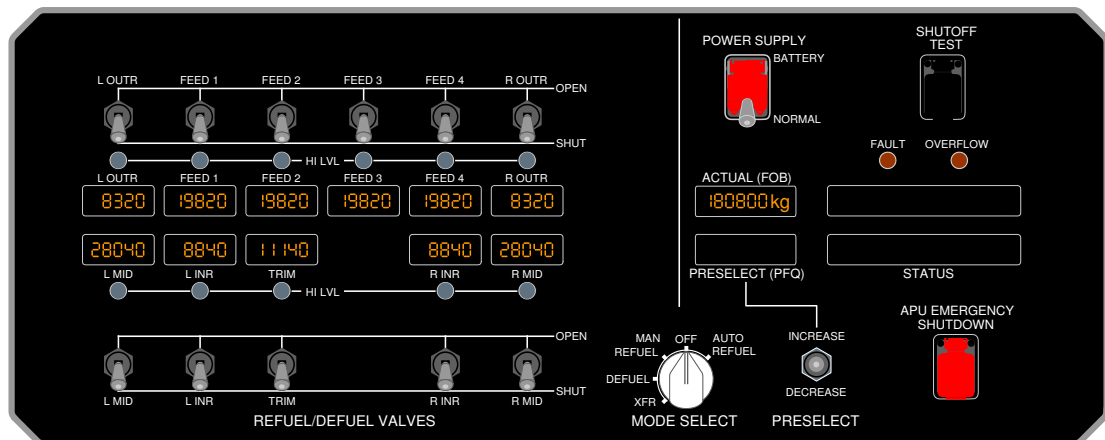 POWER SUPPLY
SHUTOFF
TEST
BATTERY
NORMAL
L OUTR FEED 1 FEED 2 FEED 3 FEED 4 R OUTR
OPEN
SHUT
HI LVL
FAULT OVERFLOW
L OUTR FEED 1 FEED 2 FEED 3 FEED 4 R OUTR
8320 19820 19820 19820 19820 8320
28040 8840 11140 8840 28040
L MID L INR TRIM R INR R MID
HI LVL
ACTUAL (FOB)
180800kg
PRESELECT (PFQ)
STATUS
OPEN
SHUT
L MID L INR TRIM R INR R MID
REFUEL/DEFUEL VALVES
MAN
REFUEL
OFF
AUTO
REFUEL
DEFUEL
XFR
MODE SELECT
INCREASE
DECREASE
PRESELECT
APU EMERGENCY
SHUTDOWN